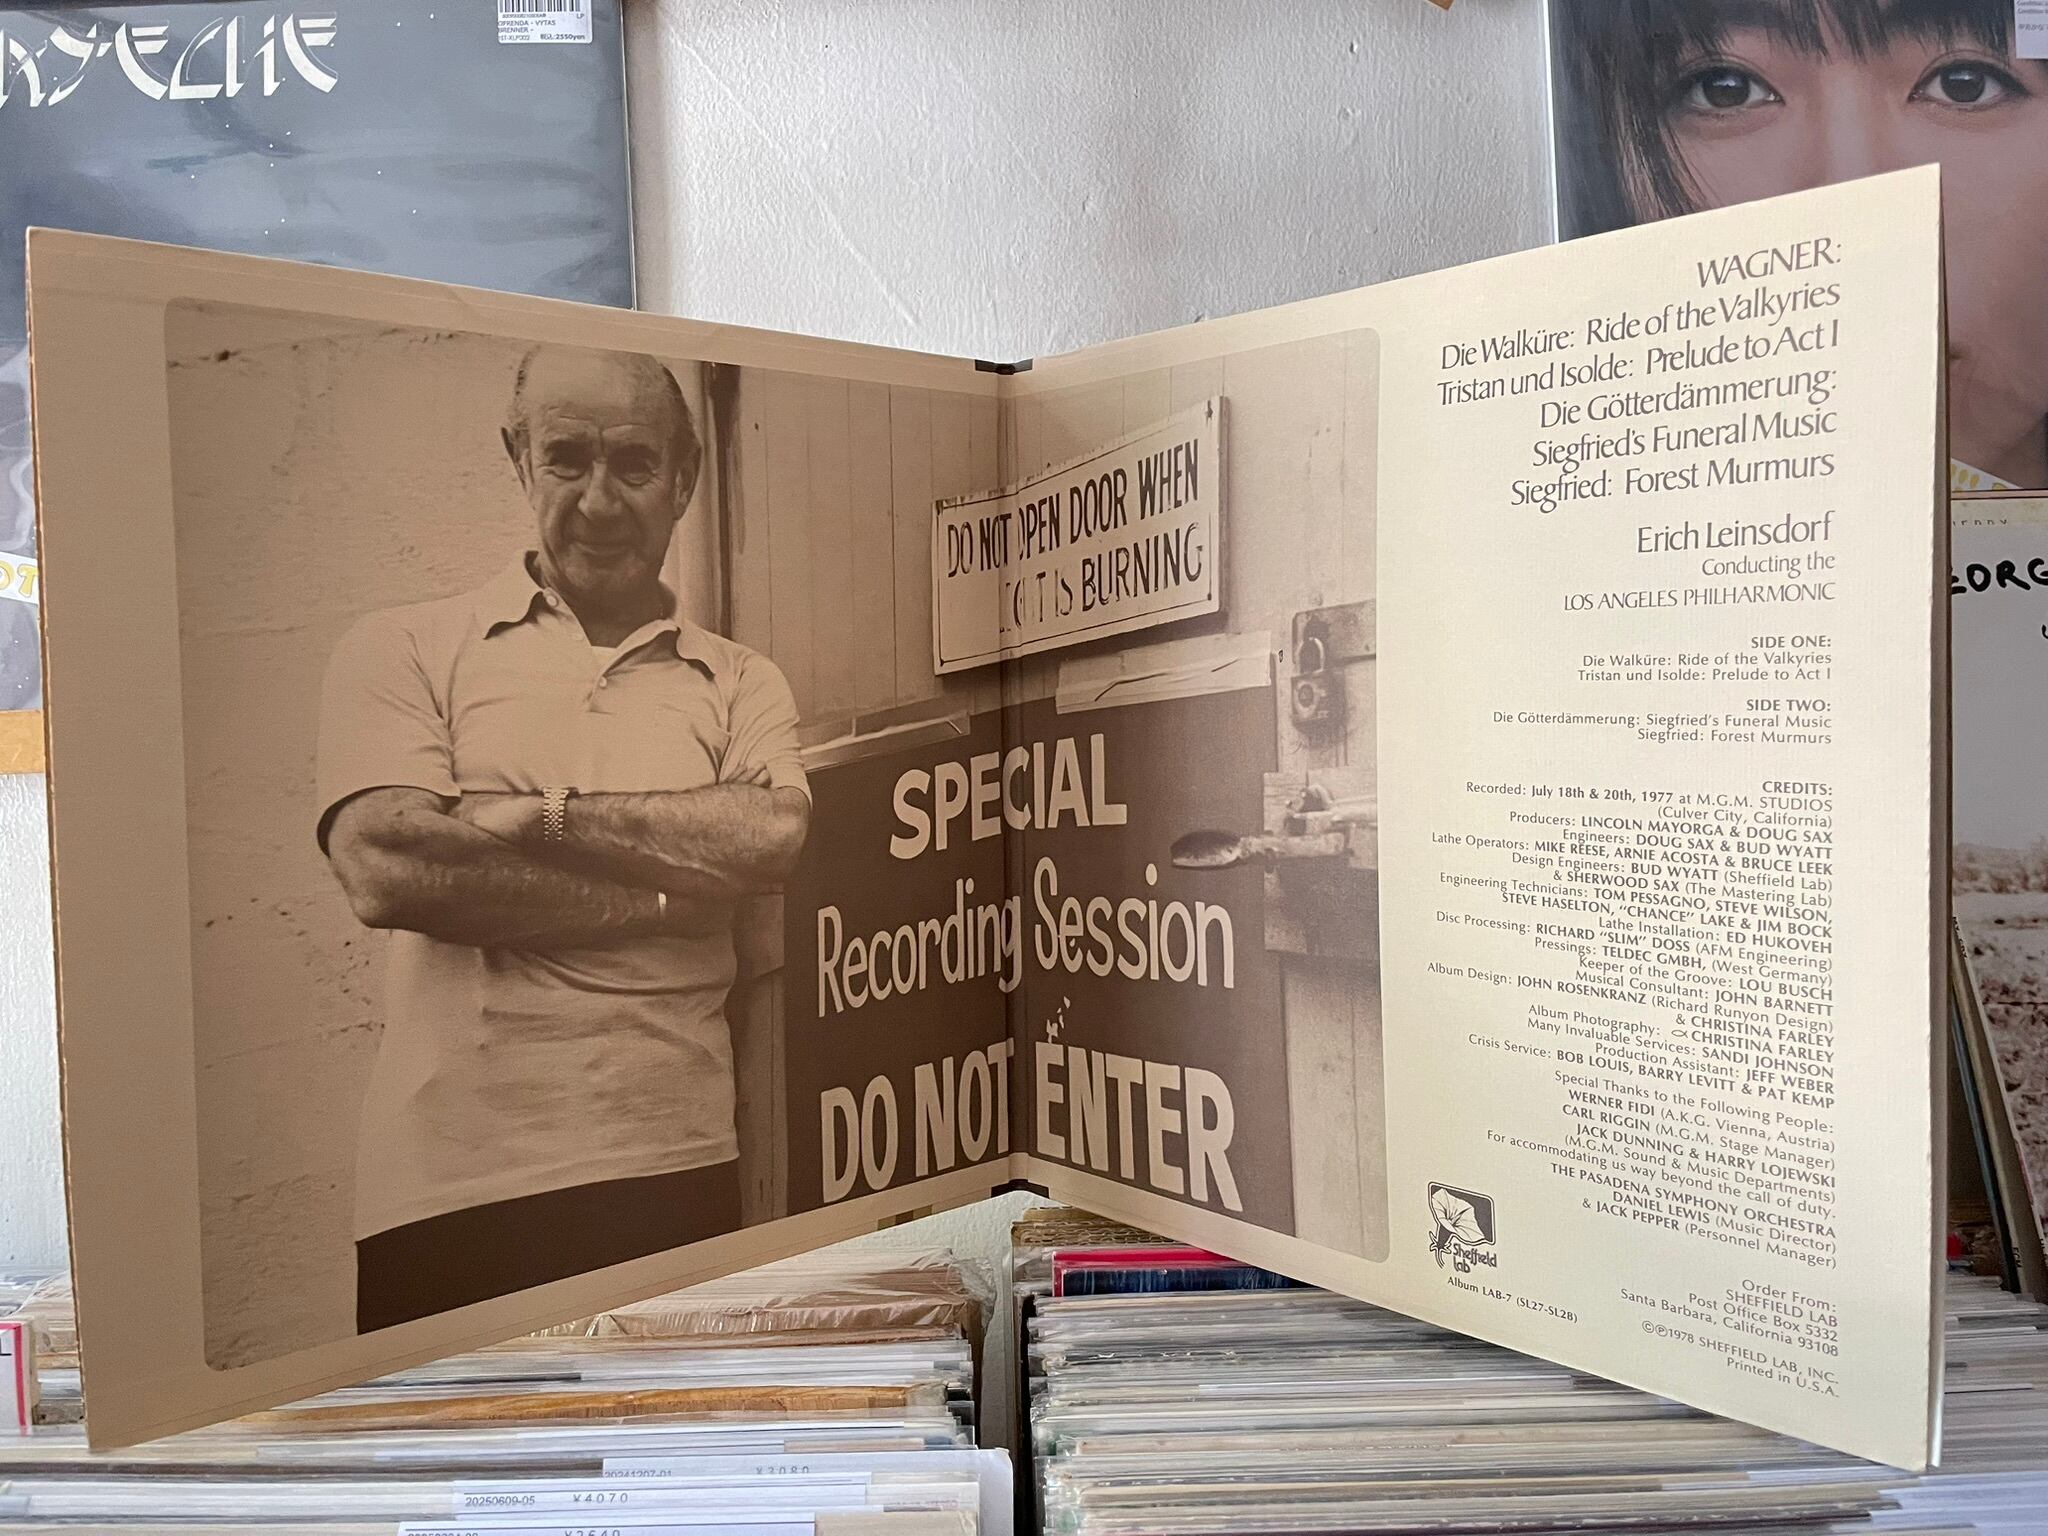 OFRENDA - VYTAS
BRENNER -
LP
税込:2550yen
DO NOT OPEN DOOR WHEN
LIGHT IS BURNING
SPECIAL
Recording Session
DO NOT ENTER
WAGNER:
Die Walküre: Ride of the Valkyries
Tristan und Isolde: Prelude to Act I
Die Götterdämmerung:
Siegfried's Funeral Music
Siegfried: Forest Murmurs
Erich Leinsdorf
Conducting the
LOS ANGELES PHILHARMONIC
SIDE ONE:
Die Walküre: Ride of the Valkyries
Tristan und Isolde: Prelude to Act I
SIDE TWO:
Die Götterdämmerung: Siegfried's Funeral Music
Siegfried: Forest Murmurs
CREDITS:
Recorded: July 18th & 20th, 1977 at M.G.M. STUDIOS
(Culver City, California)
Producers: LINCOLN MAYORGA & DOUG SAX
Engineers: DOUG SAX & BUD WYATT
Lathe Operators: MIKE REESE, ARNIE ACOSTA & BRUCE LEEK
Design Engineers: BUD WYATT (Sheffield Lab)
& SHERWOOD SAX (The Mastering Lab)
Engineering Technicians: TOM PESSAGNO, STEVE WILSON,
STEVE HASELTON, "CHANCE" LAKE & JIM BOCK
Lathe Installation: ED HUKOVEH
Disc Processing: RICHARD "SLIM" DOSS (AFM Engineering)
Pressings: TELDEC GMBH, (West Germany)
Keeper of the Groove: LOU BUSCH
Musical Consultant: JOHN BARNETT
Album Design: JOHN ROSENKRANZ (Richard Runyon Design)
& CHRISTINA FARLEY
Album Photography: CHRISTINA FARLEY
Many Invaluable Services: SANDI JOHNSON
Production Assistant: JEFF WEBER
Crisis Service: BOB LOUIS, BARRY LEVITT & PAT KEMP
Special Thanks to the Following People:
WERNER FIDI (A.K.G. Vienna, Austria)
CARL RIGGIN (M.G.M. Stage Manager)
JACK DUNNING & HARRY LOJEWSKI
(M.G.M. Sound & Music Departments)
For accommodating us way beyond the call of duty.
THE PASADENA SYMPHONY ORCHESTRA
DANIEL LEWIS (Music Director)
& JACK PEPPER (Personnel Manager)
Sheffield
Lab
Album LAB-7 (SL27-SL28)
Order From:
SHEFFIELD LAB
Post Office Box 5332
Santa Barbara, California 93108
©℗1978 SHEFFIELD LAB, INC.
Printed in U.S.A.
20241207-01 ¥3080
20250609-05 ¥4070
¥2640